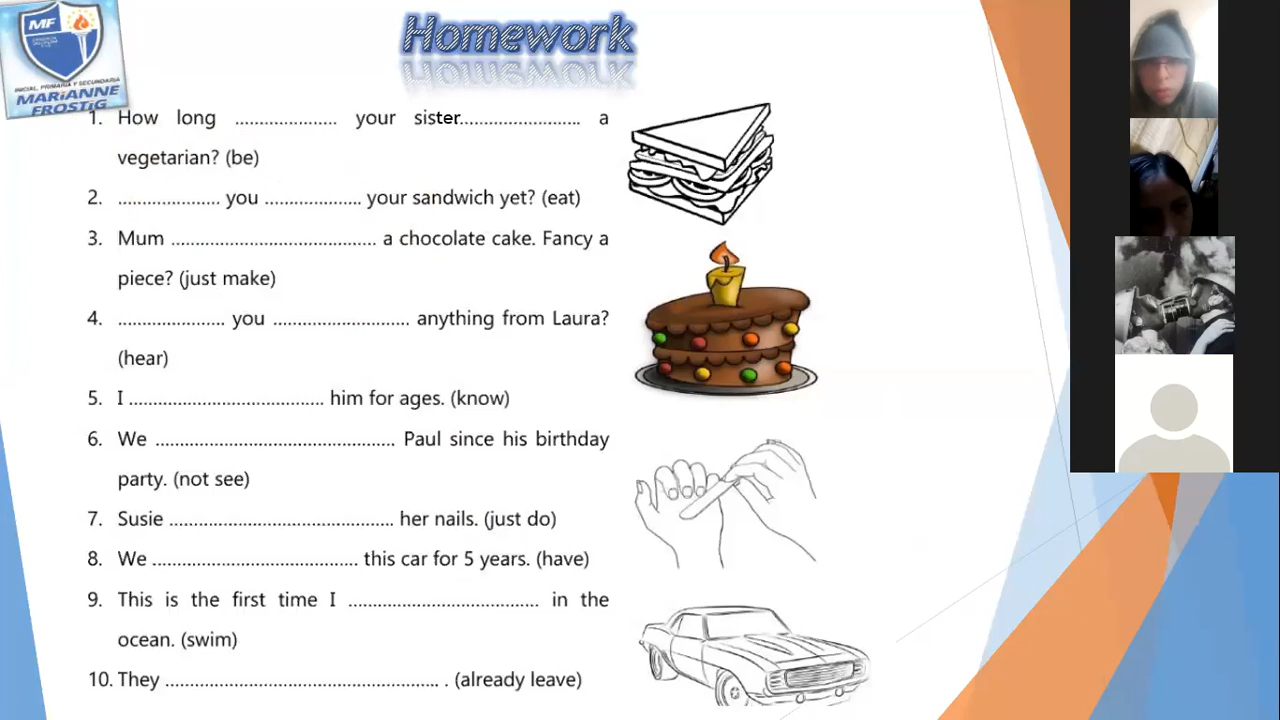 Homework
MF
INICIAL, PRIMARIA Y SECUNDARIA
MARiANNE
FROSTiG
1. How long ..................... your sister........................ a
vegetarian? (be)
2. ..................... you .................... your sandwich yet? (eat)
3. Mum .......................................... a chocolate cake. Fancy a
piece? (just make)
4. ...................... you ............................ anything from Laura?
(hear)
5. I ........................................ him for ages. (know)
6. We ................................................. Paul since his birthday
party. (not see)
7. Susie .............................................. her nails. (just do)
8. We .......................................... this car for 5 years. (have)
9. This is the first time I ....................................... in the
ocean. (swim)
10. They ........................................................ . (already leave)